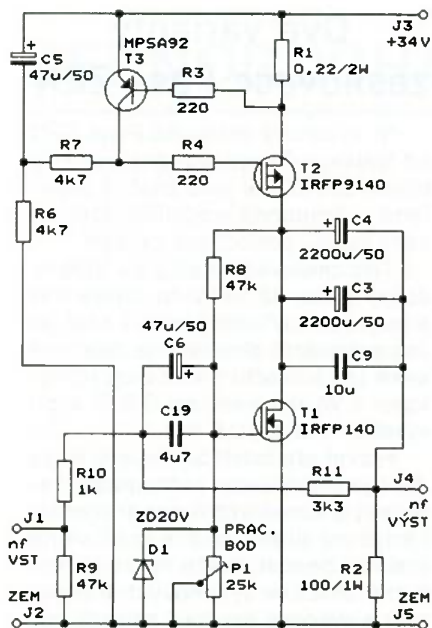 J3
+34V
C5
47u/50
+
MPSA92
T3
R3
220
R1
0,22/2W
R7
4k7
R4
220
T2
IRFP9140
R6
4k7
R8
47k
+
C4
2200u/50
+
C3
2200u/50
47u/50
C6
+
C9
10u
C19
4u7
T1
IRFP140
R10
1k
R11
3k3
J4
nf
VÝST
J1
nf
VST
ZD20V
D1
PRAC.
BOD
P1
25k
R9
47k
R2
100/1W
ZEM
J2
ZEM
J5